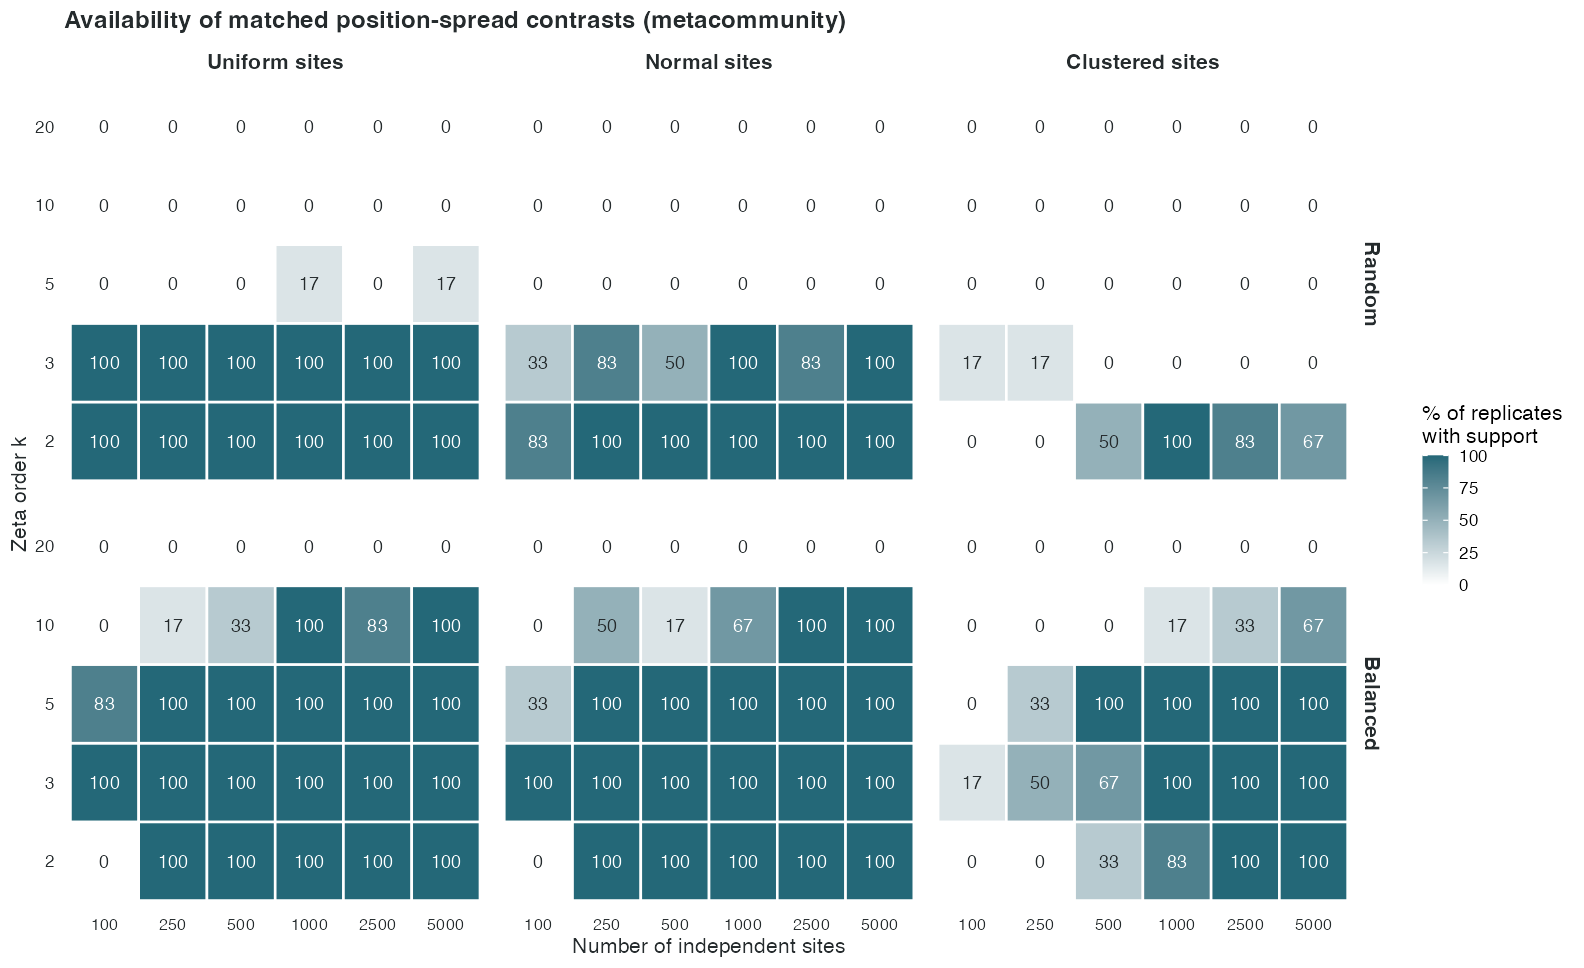 Availability of matched position-spread contrasts (metacommunity)
Uniform sites Normal sites Clustered sites
20 0 0 0 0 0 0 0 0 0 0 0 0 0 0 0 0 0 0
10 0 0 0 0 0 0 0 0 0 0 0 0 0 0 0 0 0 0
5 0 0 0 17 0 17 0 0 0 0 0 0 0 0 0 0 0 0
3 100 100 100 100 100 100 33 83 50 100 83 100 17 17 0 0 0 0
2 100 100 100 100 100 100 83 100 100 100 100 100 0 0 50 100 83 67
Random
20 0 0 0 0 0 0 0 0 0 0 0 0 0 0 0 0 0 0
10 0 17 33 100 83 100 0 50 17 67 100 100 0 0 0 17 33 67
5 83 100 100 100 100 100 33 100 100 100 100 100 0 33 100 100 100 100
3 100 100 100 100 100 100 100 100 100 100 100 100 17 50 67 100 100 100
2 0 100 100 100 100 100 0 100 100 100 100 100 0 0 33 83 100 100
Balanced
100 250 500 1000 2500 5000 100 250 500 1000 2500 5000 100 250 500 1000 2500 5000
Number of independent sites
Zeta order k
% of replicates
with support
100
75
50
25
0